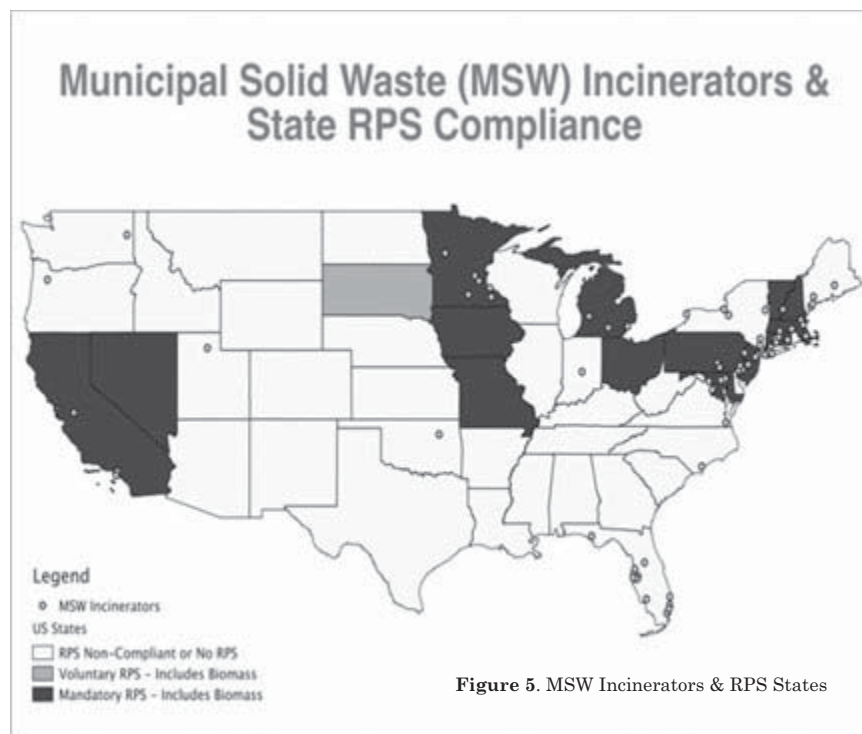 Municipal Solid Waste (MSW) Incinerators &
State RPS Compliance
Legend
MSW Incinerators
US States
RPS Non-Compliant or No RPS
Voluntary RPS - Includes Biomass
Mandatory RPS - Includes Biomass
Figure 5. MSW Incinerators & RPS States